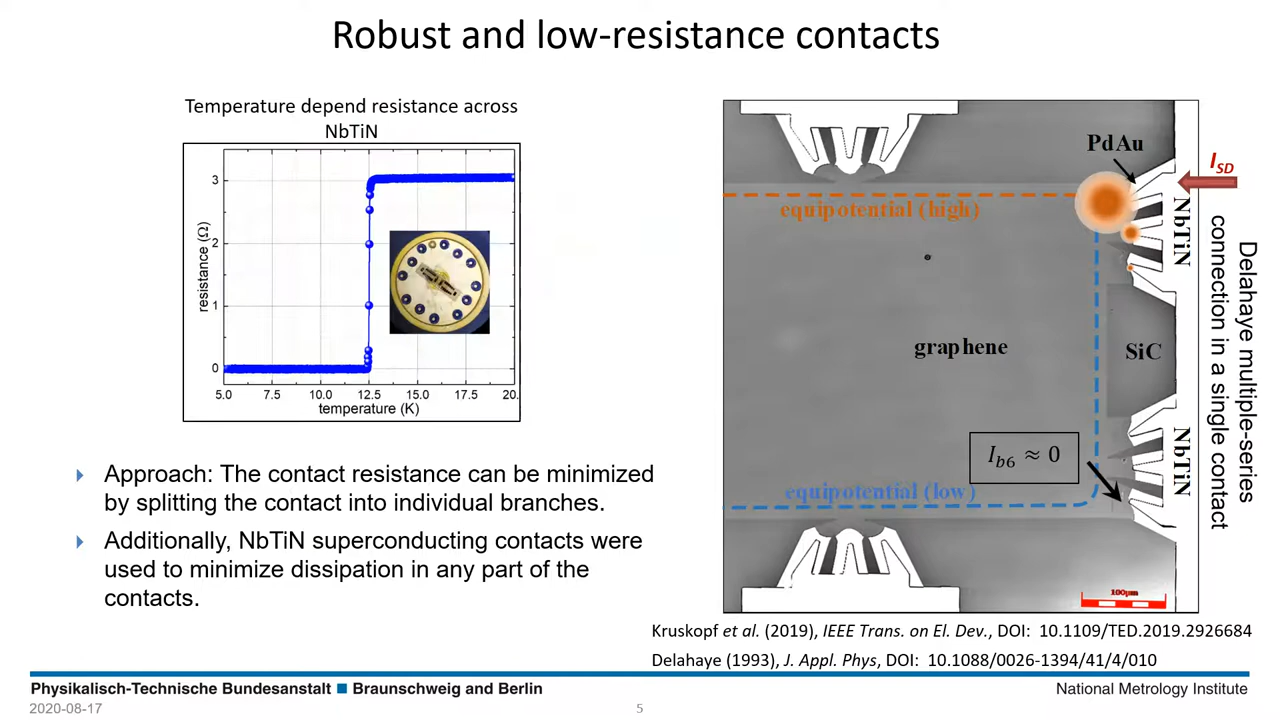 Robust and low-resistance contacts
Temperature depend resistance across
NbTiN
resistance (Ω)
3
2
1
0
5.0 7.5 10.0 12.5 15.0 17.5 20.
temperature (K)
Approach: The contact resistance can be minimized
by splitting the contact into individual branches.
Additionally, NbTiN superconducting contacts were
used to minimize dissipation in any part of the
contacts.
PdAu
I_SD
equipotential (high)
NbTiN
graphene
SiC
I_b6 ≈ 0
NbTiN
equipotential (low)
100µm
Delahaye multiple-series
connection in a single contact
Kruskopf et al. (2019), IEEE Trans. on El. Dev., DOI: 10.1109/TED.2019.2926684
Delahaye (1993), J. Appl. Phys, DOI: 10.1088/0026-1394/41/4/010
Physikalisch-Technische Bundesanstalt ■ Braunschweig and Berlin
National Metrology Institute
2020-08-17
5